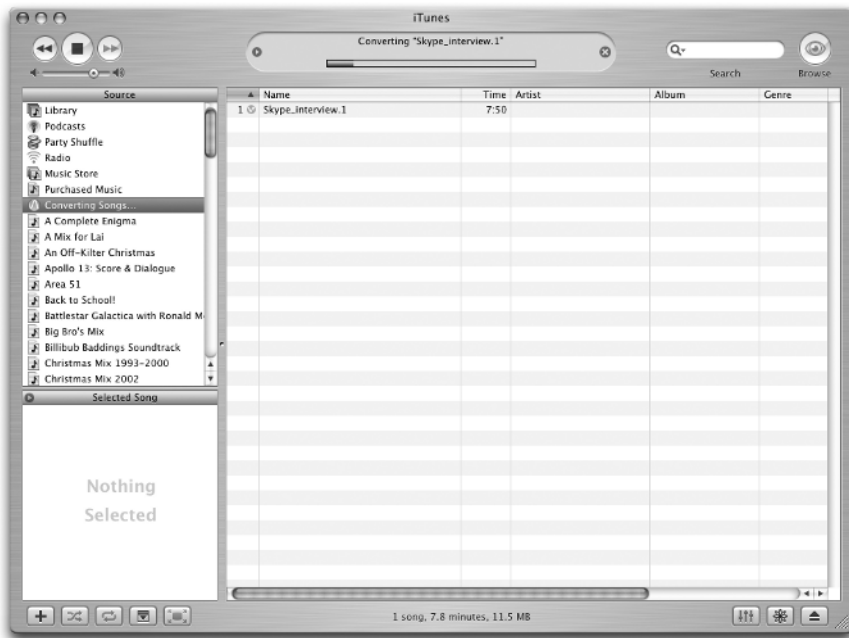 iTunes
Converting "Skype_interview.1"
Search
Browse
Source
Name Time Artist Album Genre
Library
1 Skype_interview.1 7:50
Podcasts
Party Shuffle
Radio
Music Store
Purchased Music
Converting Songs...
A Complete Enigma
A Mix for Lai
An Off-Kilter Christmas
Apollo 13: Score & Dialogue
Area 51
Back to School!
Battlestar Galactica with Ronald M
Big Bro's Mix
Billibub Baddings Soundtrack
Christmas Mix 1993-2000
Christmas Mix 2002
Selected Song
Nothing
Selected
1 song, 7.8 minutes, 11.5 MB